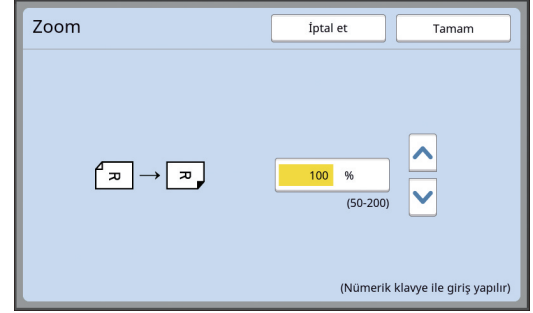 Zoom
İptal et
Tamam
R
R
100 %
(50-200)
(Nümerik klavye ile giriş yapılır)